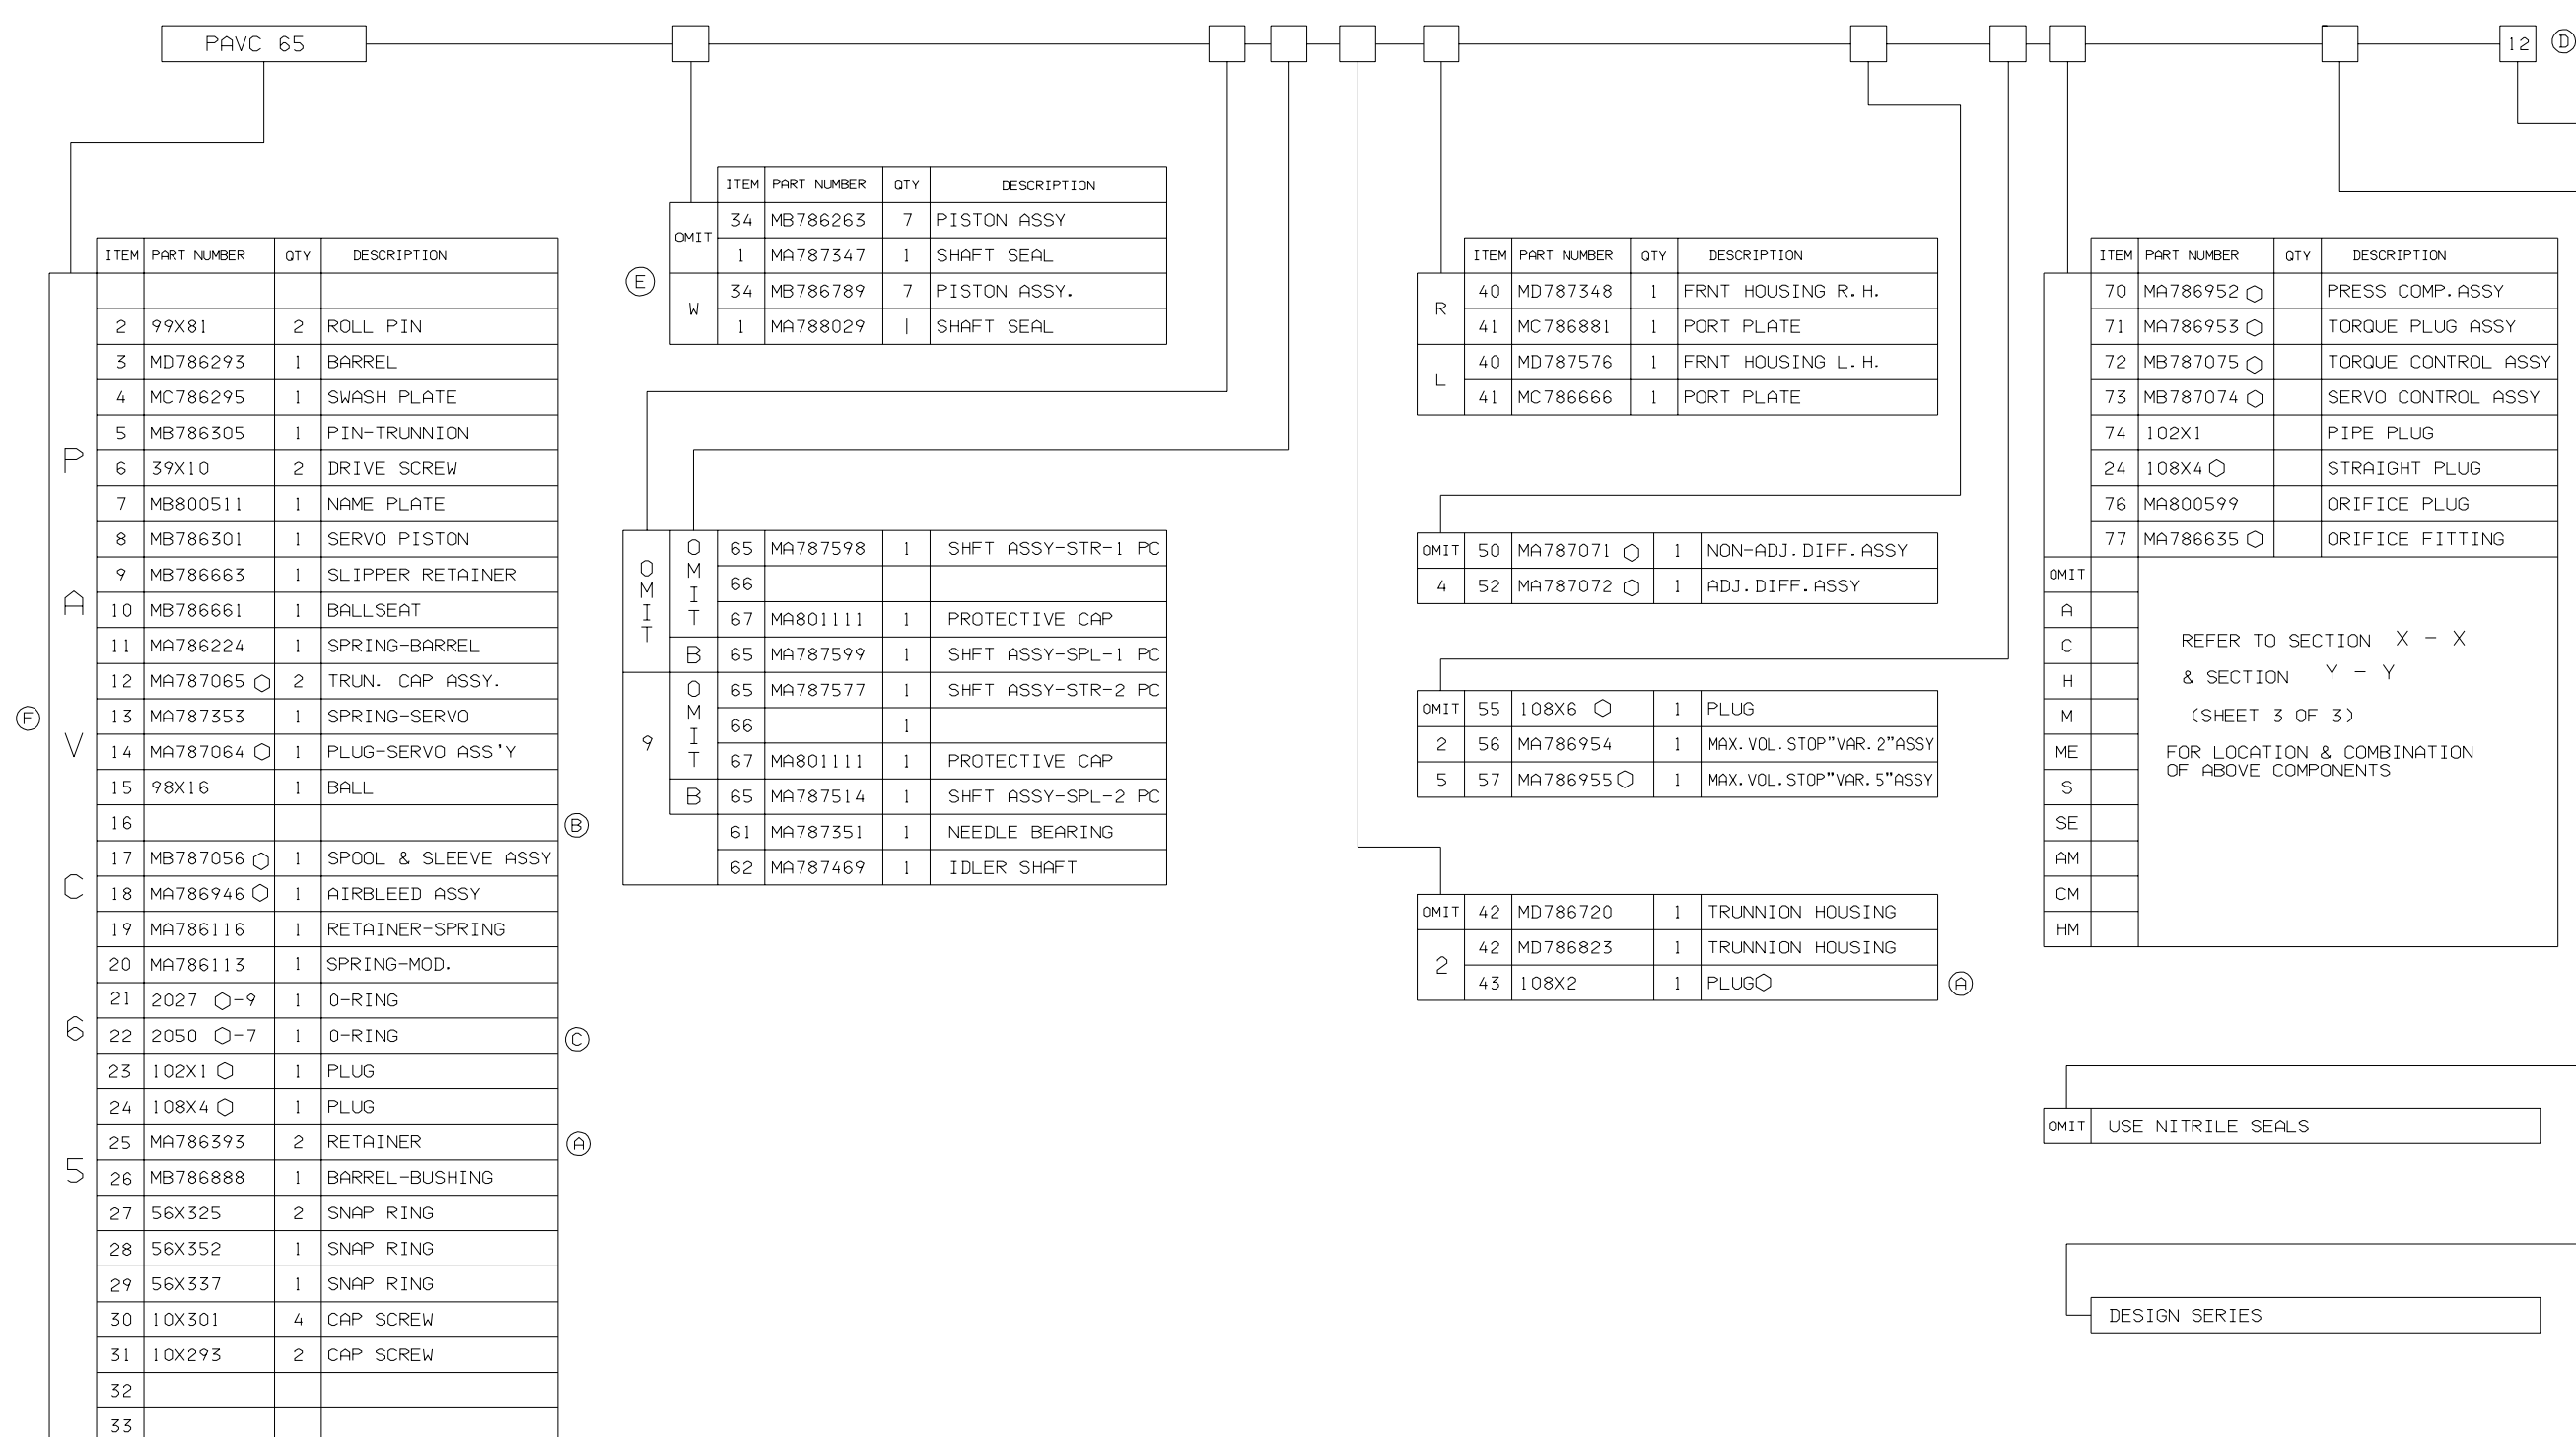 PAVC 65
12 D
ITEM PART NUMBER QTY DESCRIPTION
P A V C 6 5
2 99X81 2 ROLL PIN
3 MD786293 1 BARREL
4 MC786295 1 SWASH PLATE
5 MB786305 1 PIN-TRUNNION
6 39X10 2 DRIVE SCREW
7 MB800511 1 NAME PLATE
8 MB786301 1 SERVO PISTON
9 MB786663 1 SLIPPER RETAINER
10 MB786661 1 BALLSEAT
11 MA786224 1 SPRING-BARREL
12 MA787065 2 TRUN. CAP ASSY.
F
13 MA787353 1 SPRING-SERVO
14 MA787064 1 PLUG-SERVO ASS'Y
15 98X16 1 BALL
16 B
17 MB787056 1 SPOOL & SLEEVE ASSY
18 MA786946 1 AIRBLEED ASSY
19 MA786116 1 RETAINER-SPRING
20 MA786113 1 SPRING-MOD.
21 2027 -9 1 O-RING
22 2050 -7 1 O-RING C
23 102X1 1 PLUG
24 108X4 1 PLUG
25 MA786393 2 RETAINER A
26 MB786888 1 BARREL-BUSHING
27 56X325 2 SNAP RING
28 56X352 1 SNAP RING
29 56X337 1 SNAP RING
30 10X301 4 CAP SCREW
31 10X293 2 CAP SCREW
32
33
ITEM PART NUMBER QTY DESCRIPTION
OMIT
34 MB786263 7 PISTON ASSY
1 MA787347 1 SHAFT SEAL
E
W
34 MB786789 7 PISTON ASSY.
1 MA788029 | SHAFT SEAL
OMIT
OMIT
65 MA787598 1 SHFT ASSY-STR-1 PC
66
67 MA801111 1 PROTECTIVE CAP
B 65 MA787599 1 SHFT ASSY-SPL-1 PC
9
OMIT
65 MA787577 1 SHFT ASSY-STR-2 PC
66 1
67 MA801111 1 PROTECTIVE CAP
B 65 MA787514 1 SHFT ASSY-SPL-2 PC
61 MA787351 1 NEEDLE BEARING
62 MA787469 1 IDLER SHAFT
ITEM PART NUMBER QTY DESCRIPTION
R
40 MD787348 1 FRNT HOUSING R.H.
41 MC786881 1 PORT PLATE
L
40 MD787576 1 FRNT HOUSING L.H.
41 MC786666 1 PORT PLATE
OMIT 50 MA787071 1 NON-ADJ.DIFF.ASSY
4 52 MA787072 1 ADJ.DIFF.ASSY
OMIT 55 108X6 1 PLUG
2 56 MA786954 1 MAX.VOL.STOP"VAR.2"ASSY
5 57 MA786955 1 MAX.VOL.STOP"VAR.5"ASSY
OMIT 42 MD786720 1 TRUNNION HOUSING
2
42 MD786823 1 TRUNNION HOUSING
43 108X2 1 PLUG A
ITEM PART NUMBER QTY DESCRIPTION
70 MA786952 PRESS COMP.ASSY
71 MA786953 TORQUE PLUG ASSY
72 MB787075 TORQUE CONTROL ASSY
73 MB787074 SERVO CONTROL ASSY
74 102X1 PIPE PLUG
24 108X4 STRAIGHT PLUG
76 MA800599 ORIFICE PLUG
77 MA786635 ORIFICE FITTING
OMIT
A
C
H
M
ME
S
SE
AM
CM
HM
REFER TO SECTION X - X
& SECTION Y - Y
(SHEET 3 OF 3)
FOR LOCATION & COMBINATION
OF ABOVE COMPONENTS
OMIT USE NITRILE SEALS
DESIGN SERIES